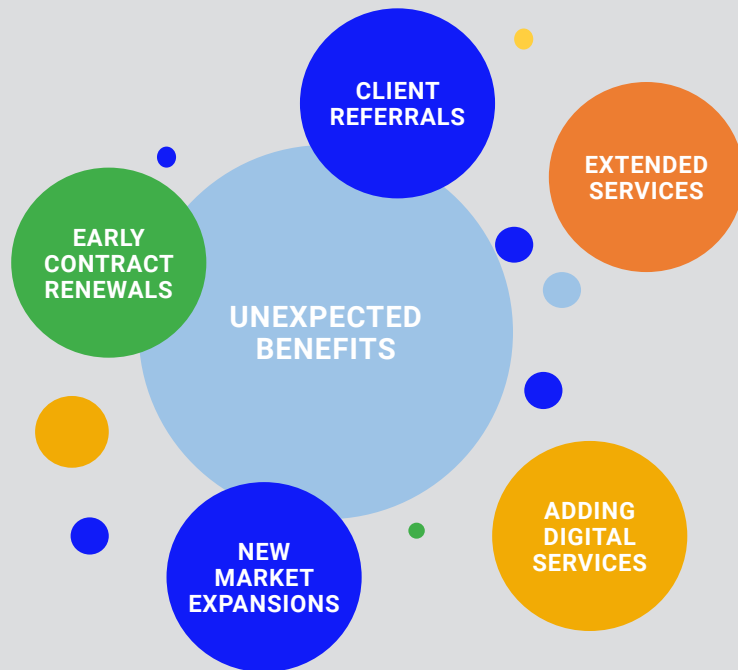 CLIENT
REFERRALS
EXTENDED
SERVICES
EARLY
CONTRACT
RENEWALS
UNEXPECTED
BENEFITS
ADDING
DIGITAL
SERVICES
NEW
MARKET
EXPANSIONS